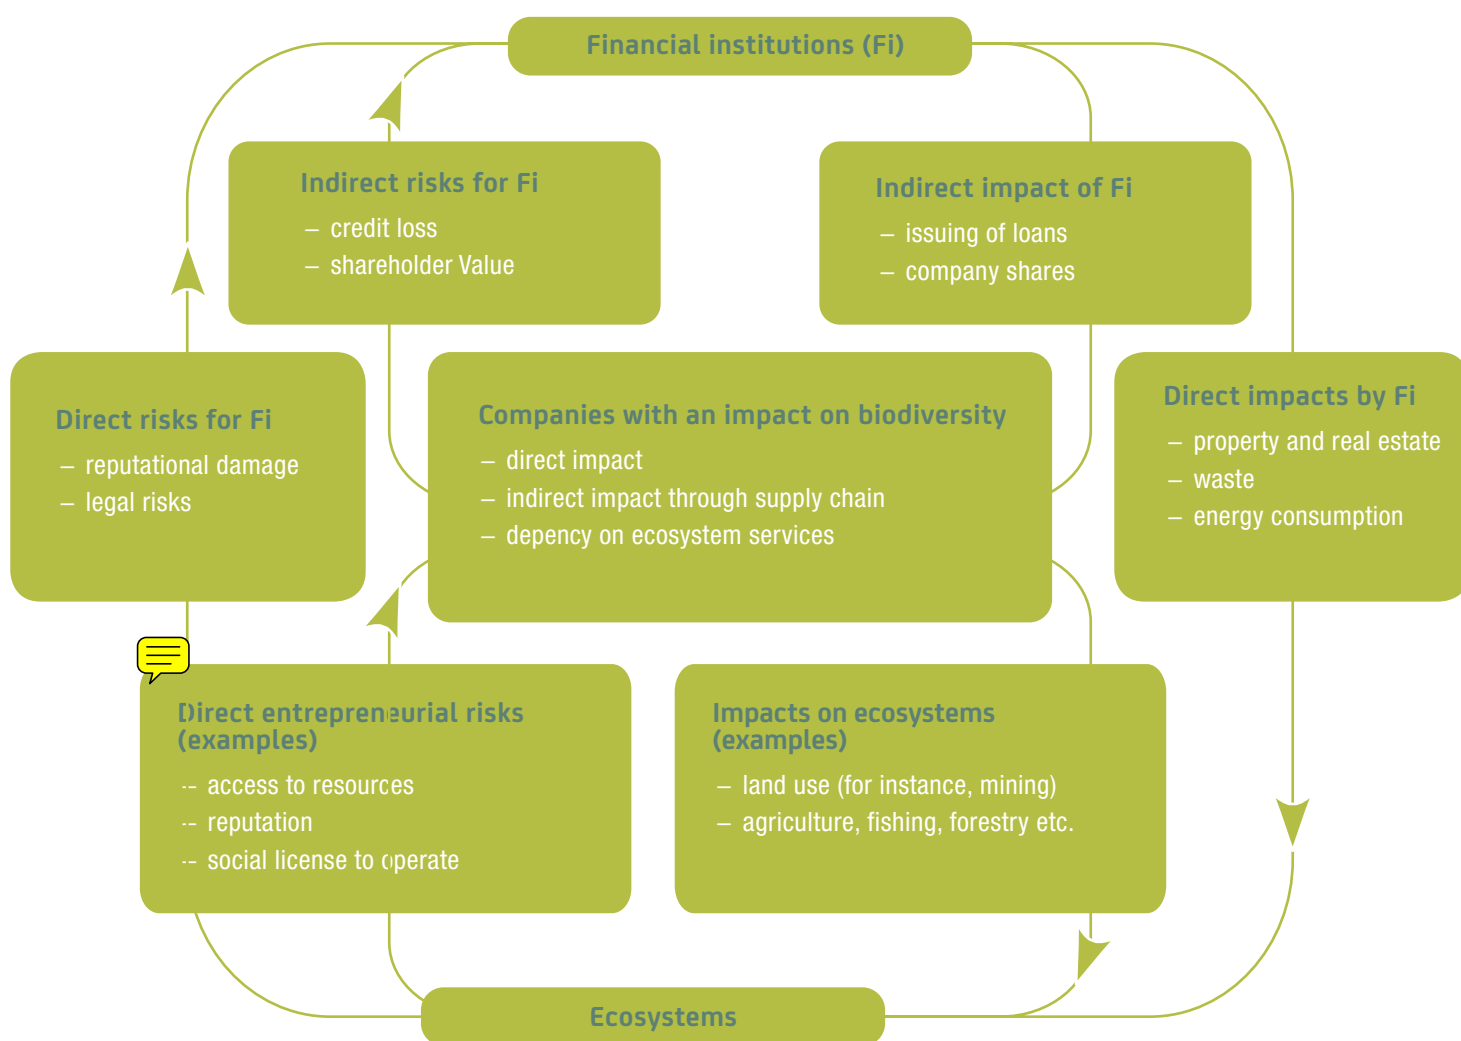 Financial institutions (Fi)
Indirect risks for Fi
– credit loss
– shareholder Value
Indirect impact of Fi
– issuing of loans
– company shares
Direct risks for Fi
– reputational damage
– legal risks
Companies with an impact on biodiversity
– direct impact
– indirect impact through supply chain
– depency on ecosystem services
Direct impacts by Fi
– property and real estate
– waste
– energy consumption
Direct entrepreneurial risks
(examples)
– access to resources
– reputation
– social license to operate
Impacts on ecosystems
(examples)
– land use (for instance, mining)
– agriculture, fishing, forestry etc.
Ecosystems